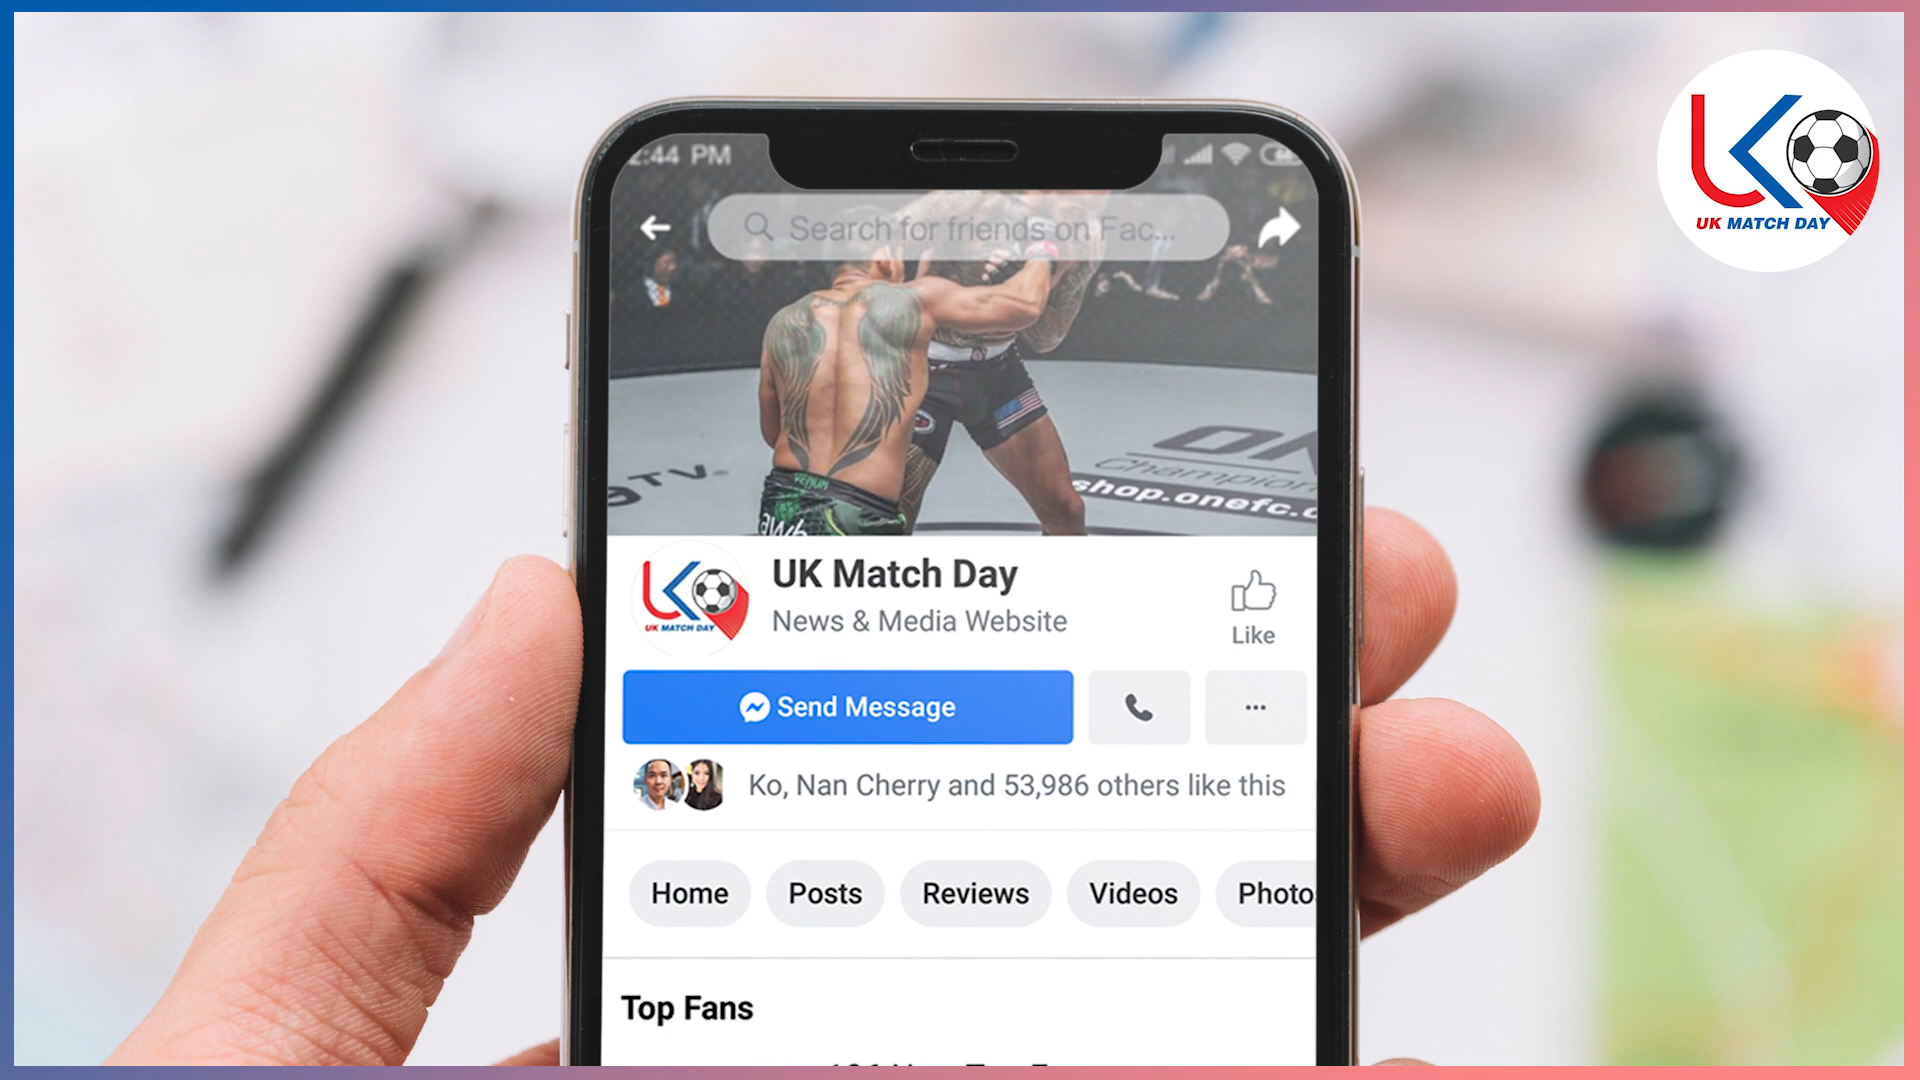 UK MATCH DAY
2:44 PM
Search for friends on Fac...
TV
VENUM
Champion
shop.onefc.c
UK MATCH DAY
UK Match Day
News & Media Website
Like
Send Message
Ko, Nan Cherry and 53,986 others like this
Home
Posts
Reviews
Videos
Photo
Top Fans